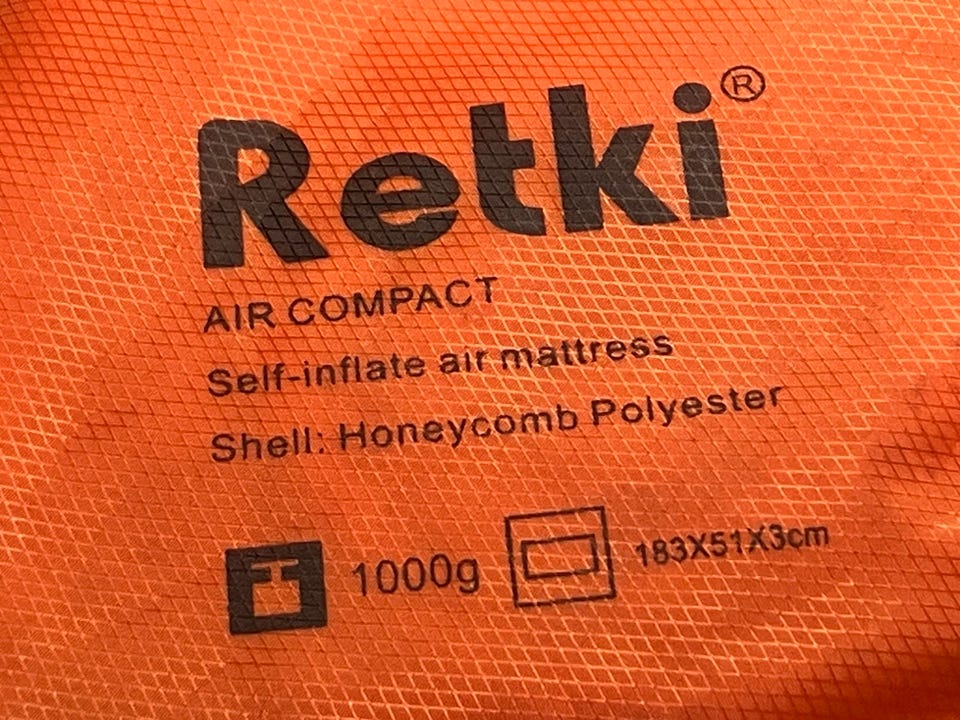 Retki®
AIR COMPACT
Self-inflate air mattress
Shell: Honeycomb Polyester
1000g 183X51X3cm